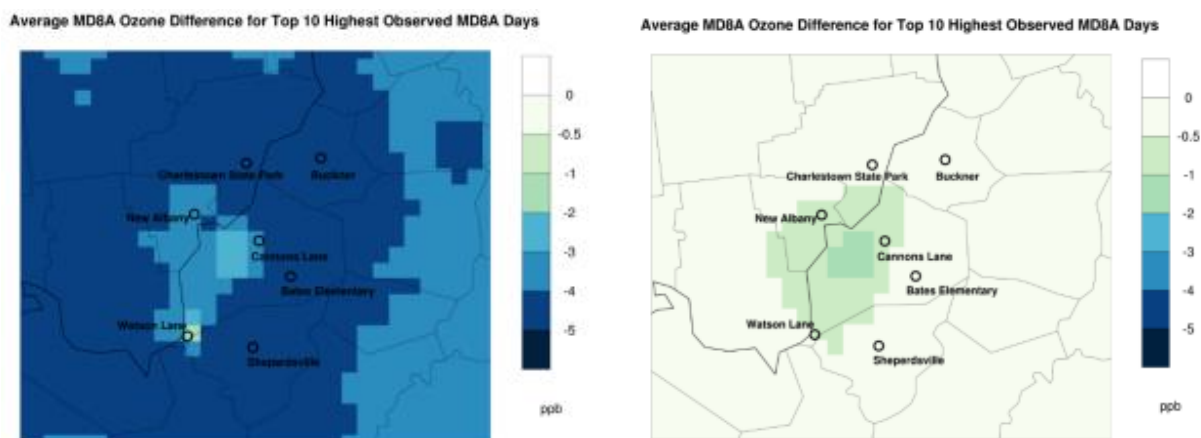 Average MD8A Ozone Difference for Top 10 Highest Observed MD8A Days
0
-0.5
-1
-2
-3
-4
-5
ppb
Charlestown State Park
Buckner
New Albany
Cannons Lane
Bates Elementary
Watson Lane
Sheperdsville
Average MD8A Ozone Difference for Top 10 Highest Observed MD8A Days
0
-0.5
-1
-2
-3
-4
-5
ppb
Charlestown State Park
Buckner
New Albany
Cannons Lane
Bates Elementary
Watson Lane
Sheperdsville